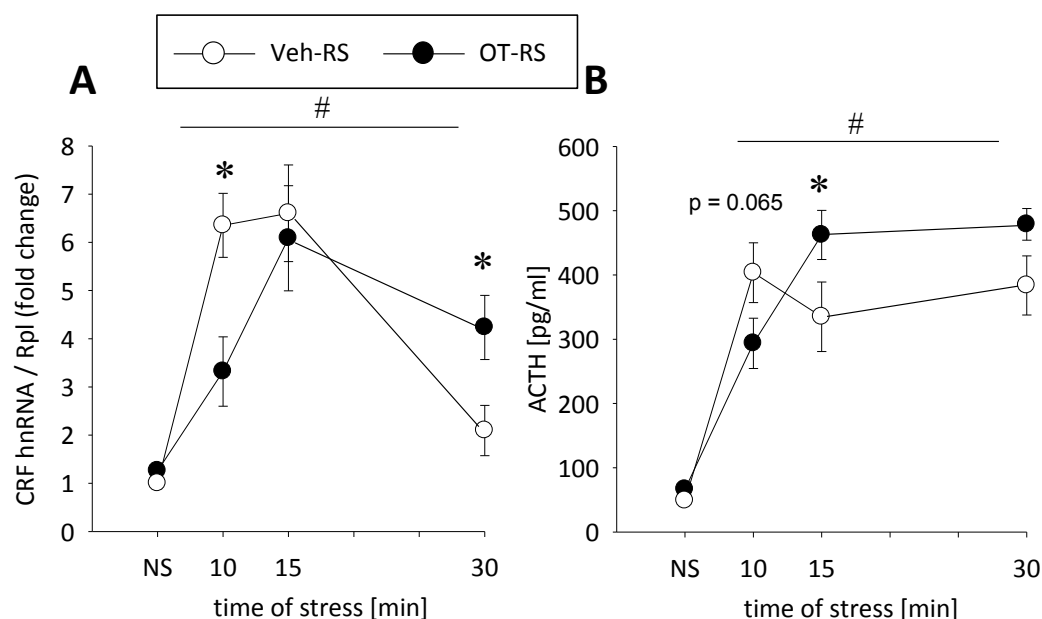 Veh-RS OT-RS
A
#
8
7
6
5
4
3
2
1
0
CRF hnRNA / Rpl (fold change)
*
*
NS 10 15 30
time of stress [min]
B
#
600
500
400
300
200
100
0
ACTH [pg/ml]
p = 0.065
*
NS 10 15 30
time of stress [min]